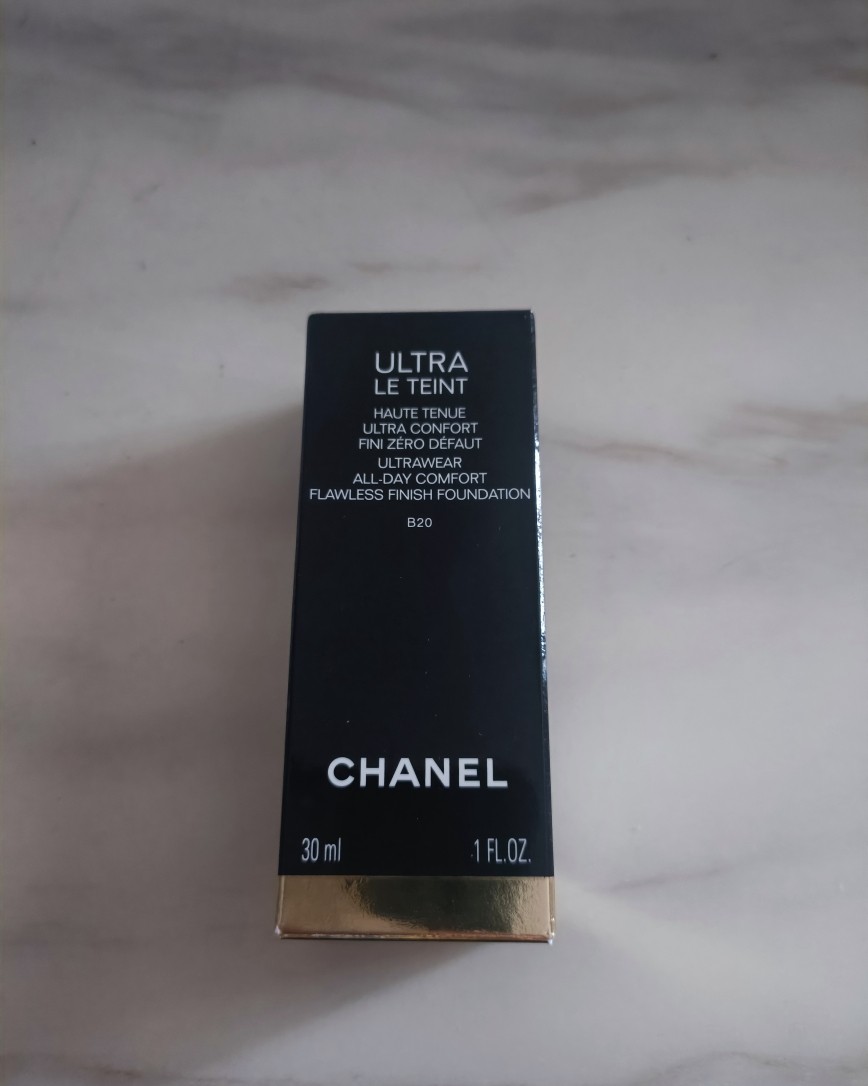 ULTRA
LE TEINT
HAUTE TENUE
ULTRA CONFORT
FINI ZÉRO DÉFAUT
ULTRAWEAR
ALL-DAY COMFORT
FLAWLESS FINISH FOUNDATION
B20
CHANEL
30 ml 1 FL.OZ.